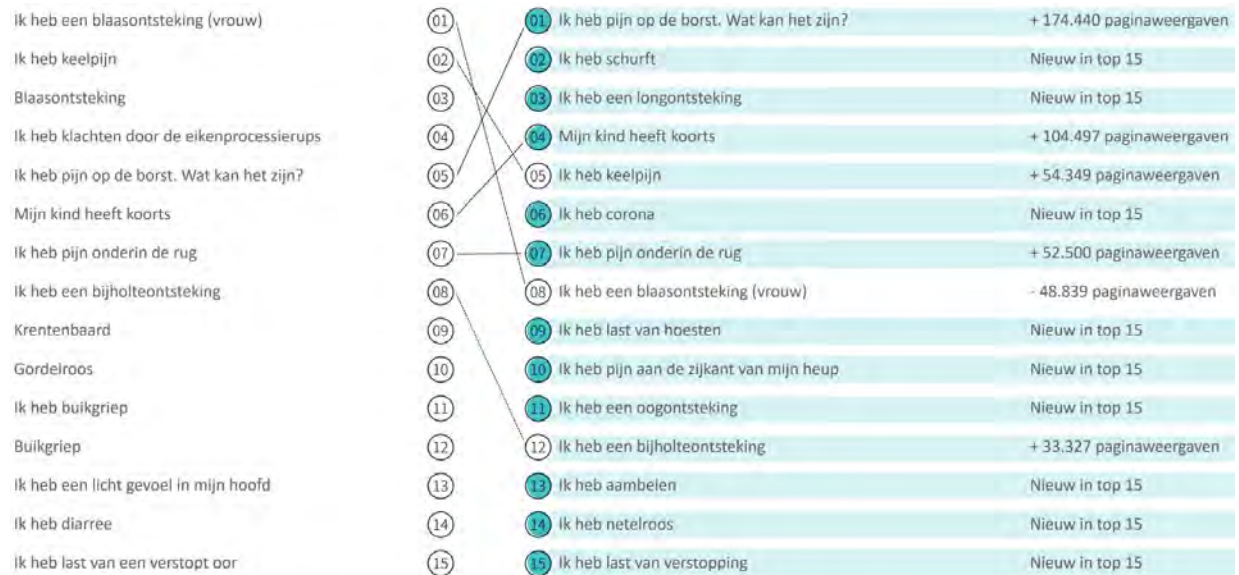 Ik heb een blaasontsteking (vrouw) 01 01 Ik heb pijn op de borst. Wat kan het zijn? + 174.440 paginaweergaven
Ik heb keelpijn 02 02 Ik heb schurft Nieuw in top 15
Blaasontsteking 03 03 Ik heb een longontsteking Nieuw in top 15
Ik heb klachten door de eikenprocessierups 04 04 Mijn kind heeft koorts + 104.497 paginaweergaven
Ik heb pijn op de borst. Wat kan het zijn? 05 05 Ik heb keelpijn + 54.349 paginaweergaven
Mijn kind heeft koorts 06 06 Ik heb corona Nieuw in top 15
Ik heb pijn onderin de rug 07 07 Ik heb pijn onderin de rug + 52.500 paginaweergaven
Ik heb een bijholteontsteking 08 08 Ik heb een blaasontsteking (vrouw) - 48.839 paginaweergaven
Krentenbaard 09 09 Ik heb last van hoesten Nieuw in top 15
Gordelroos 10 10 Ik heb pijn aan de zijkant van mijn heup Nieuw in top 15
Ik heb buikgriep 11 11 Ik heb een oogontsteking Nieuw in top 15
Buikgriep 12 12 Ik heb een bijholteontsteking + 33.327 paginaweergaven
Ik heb een licht gevoel in mijn hoofd 13 13 Ik heb aambeien Nieuw in top 15
Ik heb diarree 14 14 Ik heb netelroos Nieuw in top 15
Ik heb last van een verstopt oor 15 15 Ik heb last van verstopping Nieuw in top 15